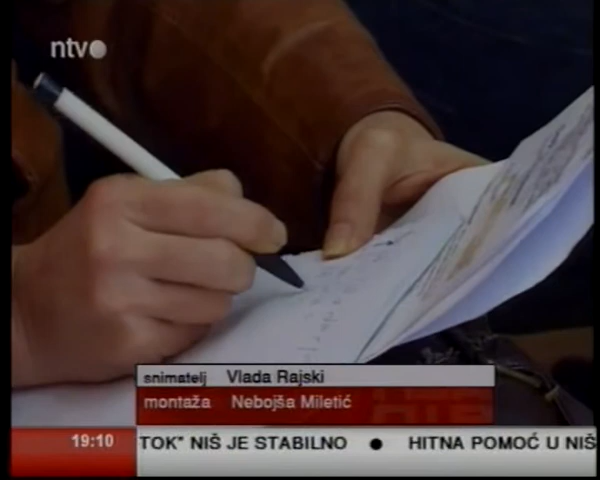 ntv
snimatelj Vlada Rajski
montaža Nebojša Miletić
19:10 TOK" NIŠ JE STABILNO ● HITNA POMOĆ U NIŠ